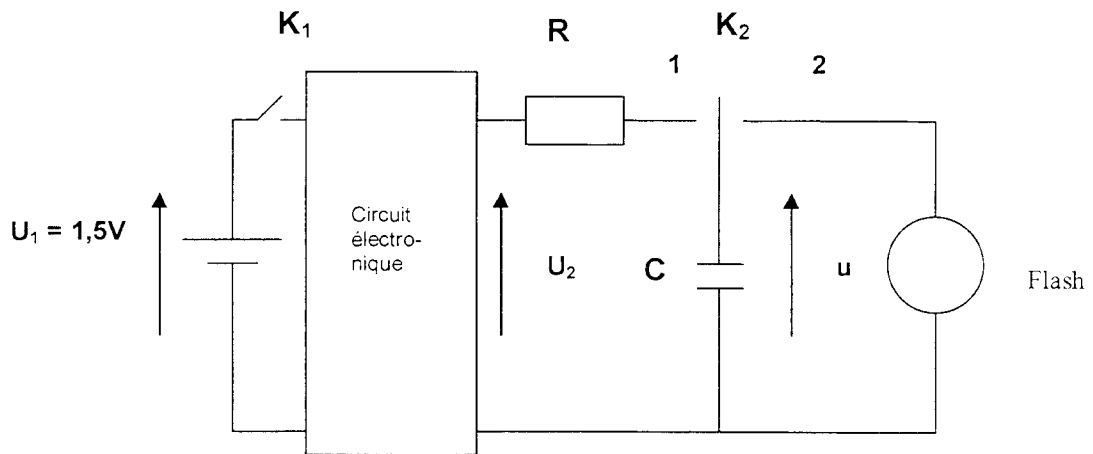 K₁
R
K₂
1
2
U₁ = 1,5V
Circuit
électro-
nique
U₂
C
u
Flash